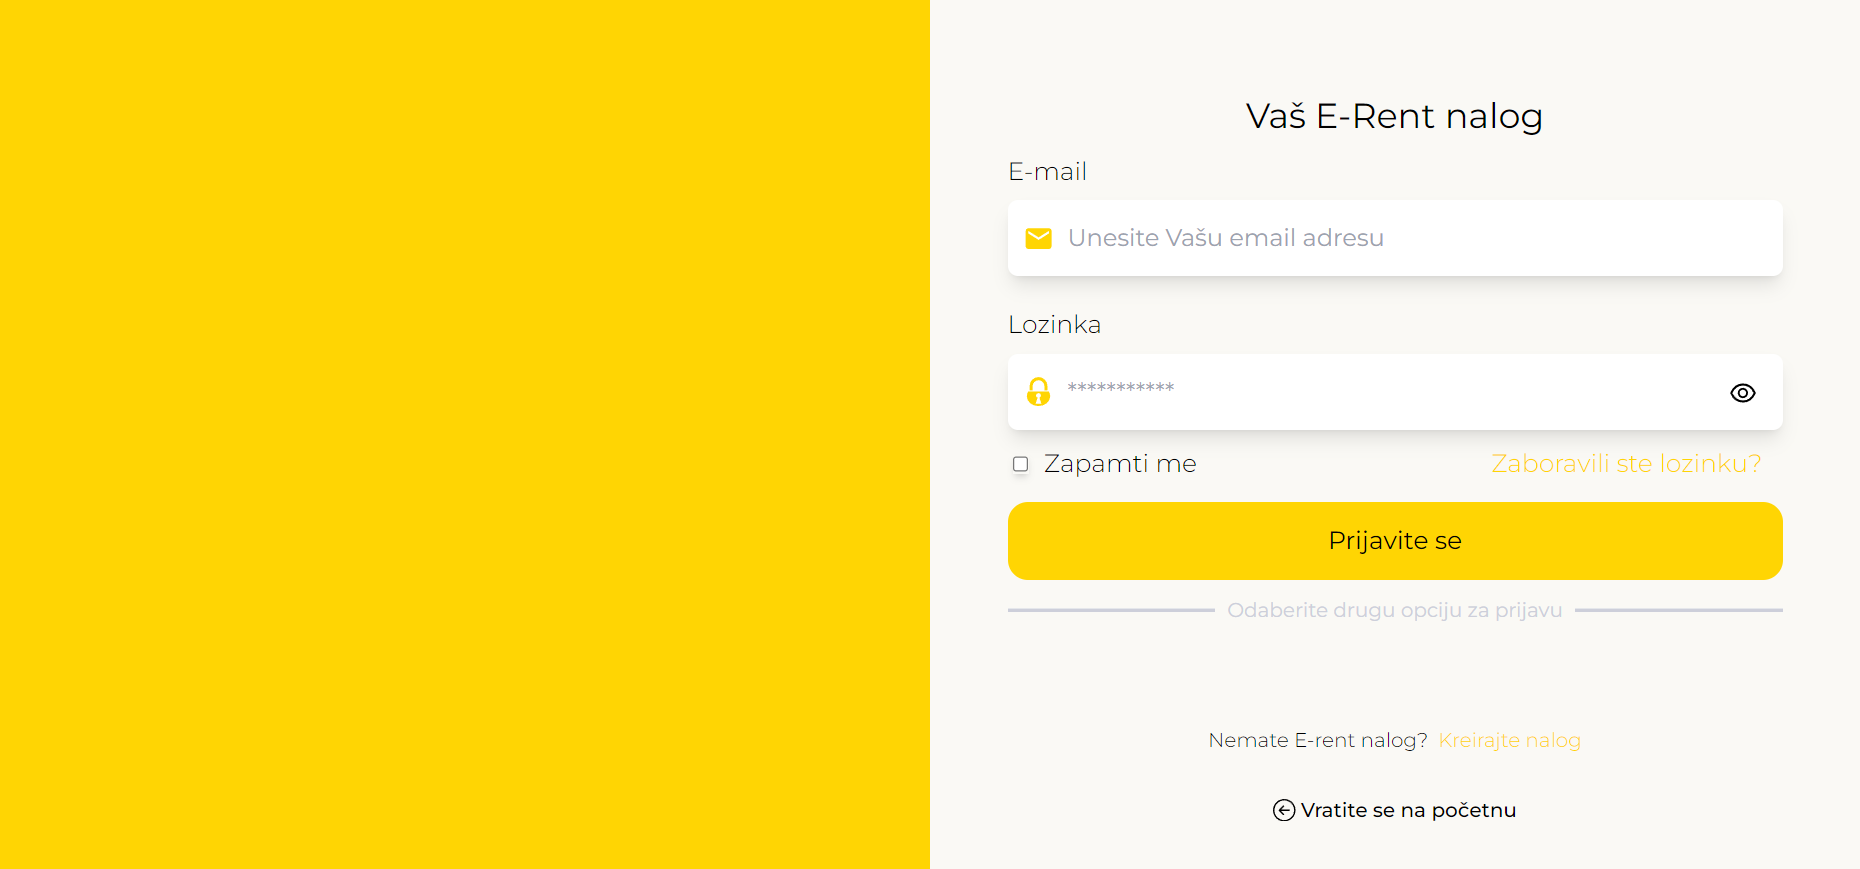 Vaš E-Rent nalog
E-mail
Unesite Vašu email adresu
Lozinka
***********
Zapamti me
Zaboravili ste lozinku?
Prijavite se
Odaberite drugu opciju za prijavu
Nemate E-rent nalog? Kreirajte nalog
Vratite se na početnu